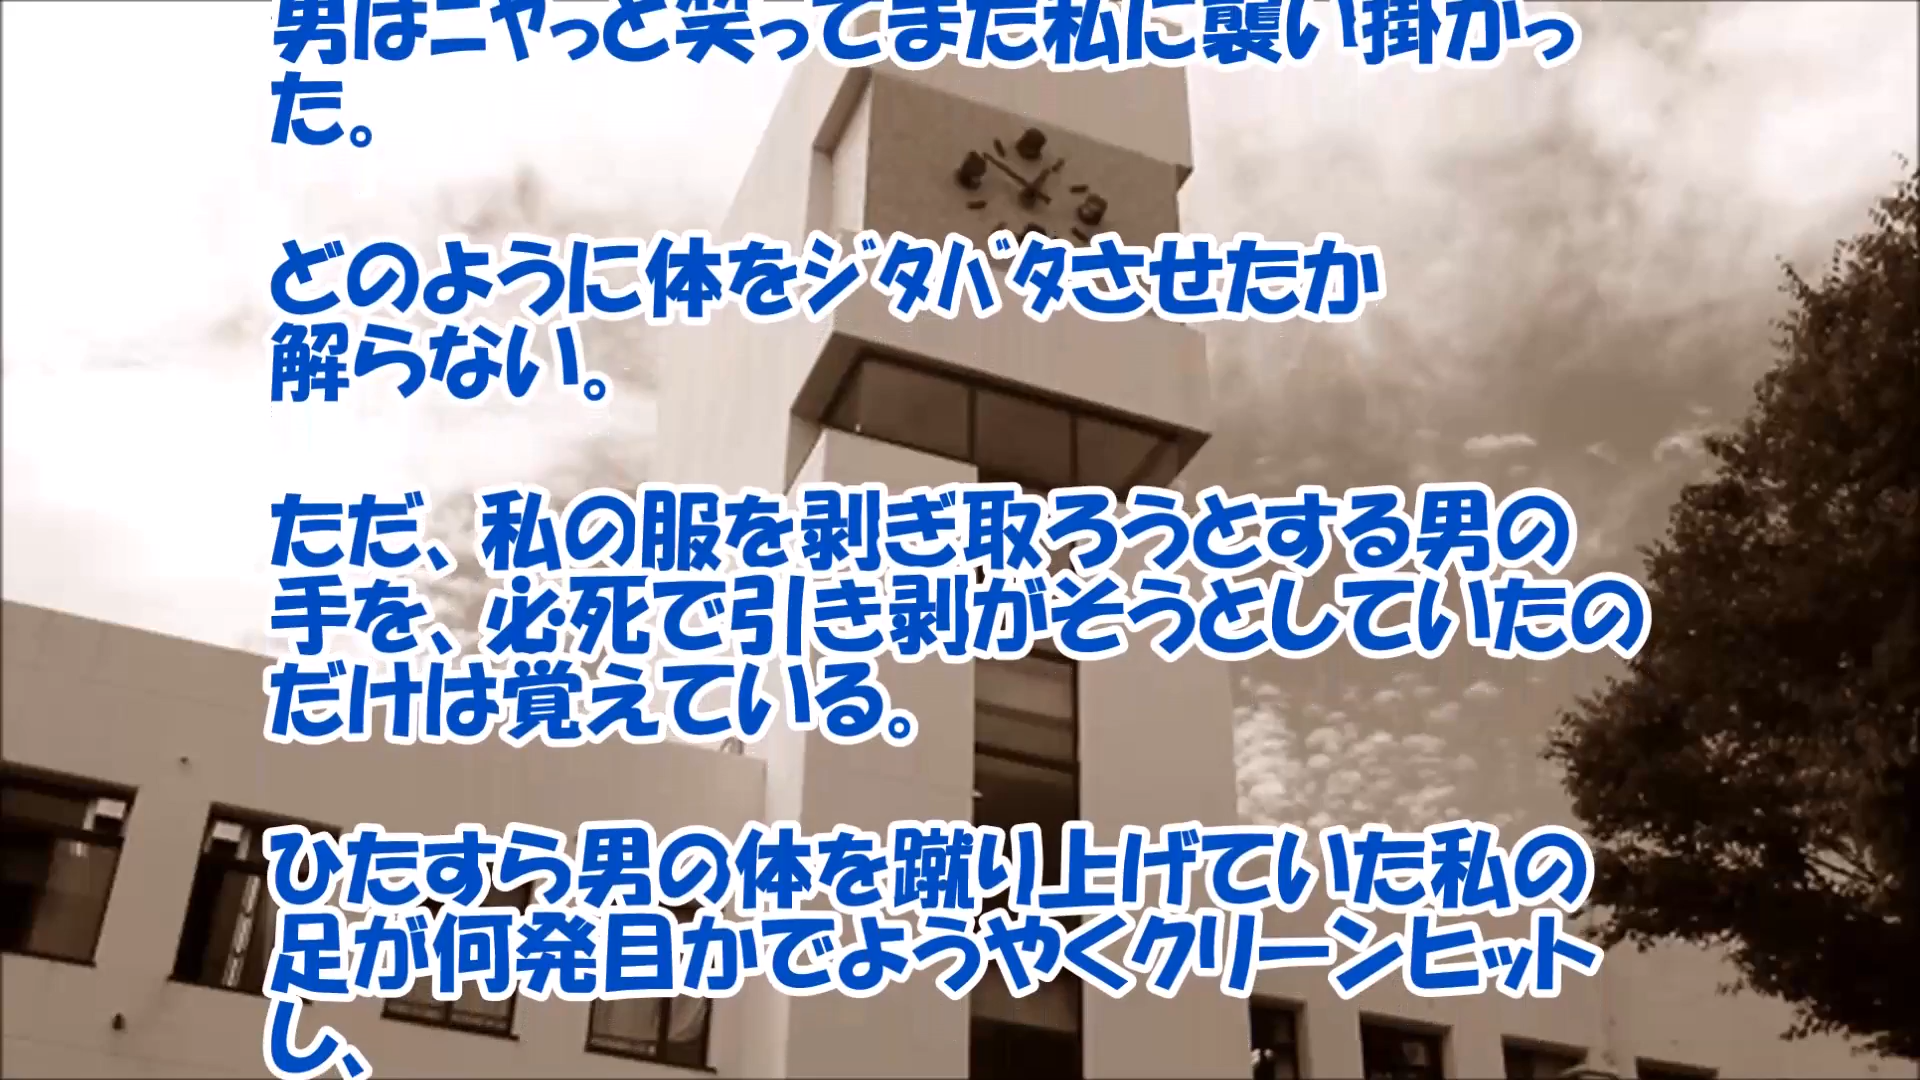 男はニヤっと笑ってまた私に襲い掛かっ
た。
どのように体をｼﾞﾀﾊﾞﾀさせたか
解らない。
ただ、私の服を剥ぎ取ろうとする男の
手を、必死で引き剥がそうとしていたの
だけは覚えている。
ひたすら男の体を蹴り上げていた私の
足が何発目かでようやくクリーンヒット
し、